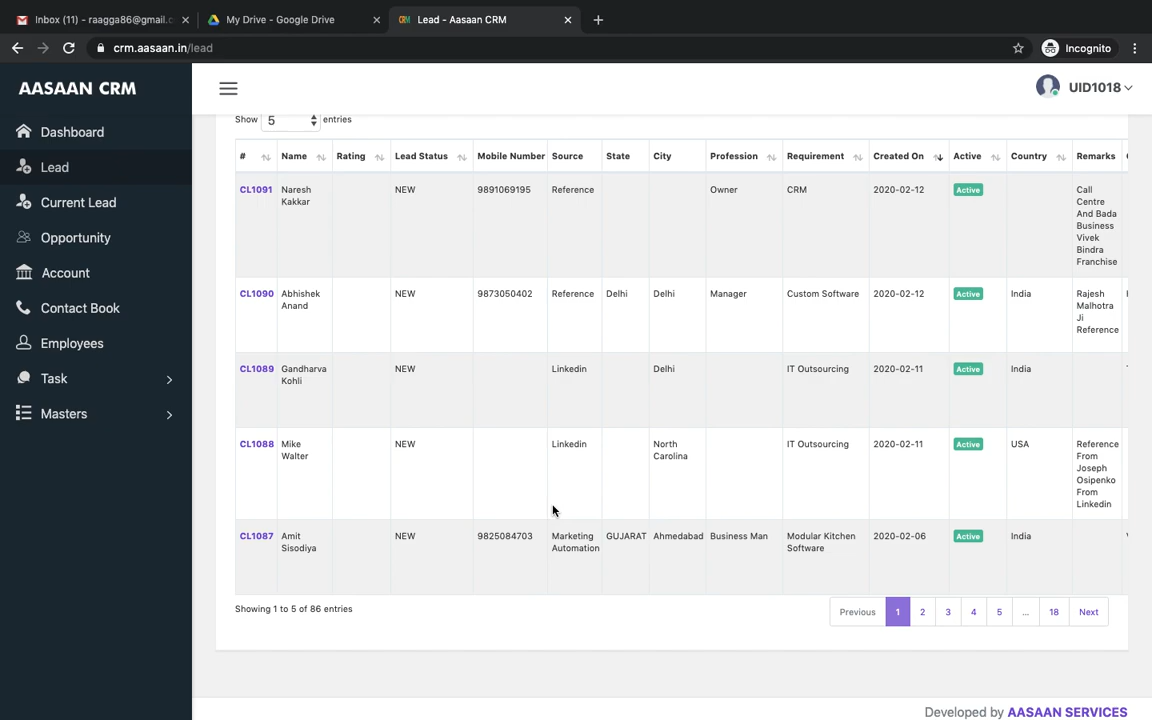 Inbox (11) - raagga86@gmail.c
My Drive - Google Drive
CRM Lead - Aasaan CRM
crm.aasaan.in/lead
Incognito
AASAAN CRM
UID1018
Dashboard
Lead
Current Lead
Opportunity
Account
Contact Book
Employees
Task
Masters
Show 5 entries
# Name Rating Lead Status Mobile Number Source State City Profession Requirement Created On Active Country Remarks
CL1091 Naresh NEW 9891069195 Reference Owner CRM 2020-02-12 Active Call
Kakkar Centre
And Bada
Business
Vivek
Bindra
Franchise
CL1090 Abhishek NEW 9873050402 Reference Delhi Delhi Manager Custom Software 2020-02-12 Active India Rajesh
Anand Malhotra
Ji
Reference
CL1089 Gandharva NEW Linkedin Delhi IT Outsourcing 2020-02-11 Active India
Kohli
CL1088 Mike NEW Linkedin North IT Outsourcing 2020-02-11 Active USA Reference
Walter Carolina From
Joseph
Osipenko
From
Linkedin
CL1087 Amit NEW 9825084703 Marketing GUJARAT Ahmedabad Business Man Modular Kitchen 2020-02-06 Active India
Sisodiya Automation Software
Showing 1 to 5 of 86 entries
Previous 1 2 3 4 5 ... 18 Next
Developed by AASAAN SERVICES